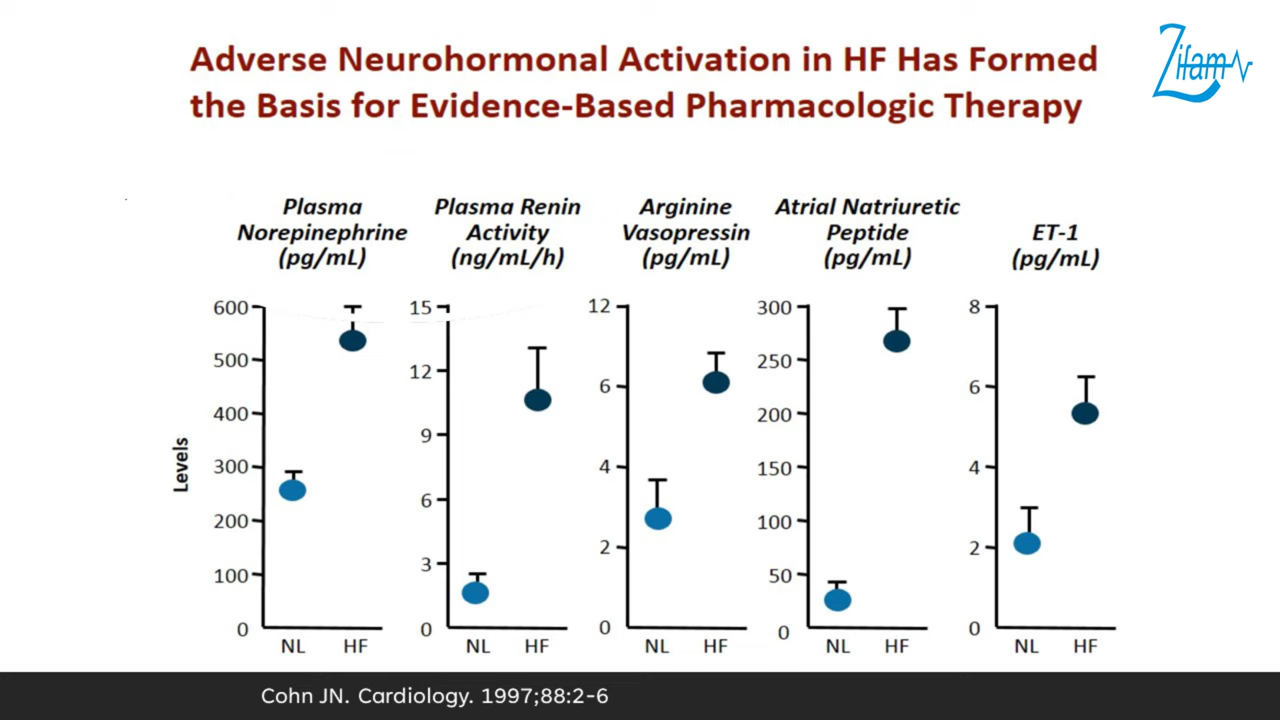 Zifam
Adverse Neurohormonal Activation in HF Has Formed
the Basis for Evidence-Based Pharmacologic Therapy
Plasma
Norepinephrine
(pg/mL)
Plasma Renin
Activity
(ng/mL/h)
Arginine
Vasopressin
(pg/mL)
Atrial Natriuretic
Peptide
(pg/mL)
ET-1
(pg/mL)
Levels
600
500
400
300
200
100
0
NL HF
15
12
9
6
3
0
NL HF
12
6
4
2
0
NL HF
300
250
200
150
100
50
0
NL HF
8
6
4
2
0
NL HF
Cohn JN. Cardiology. 1997;88:2-6